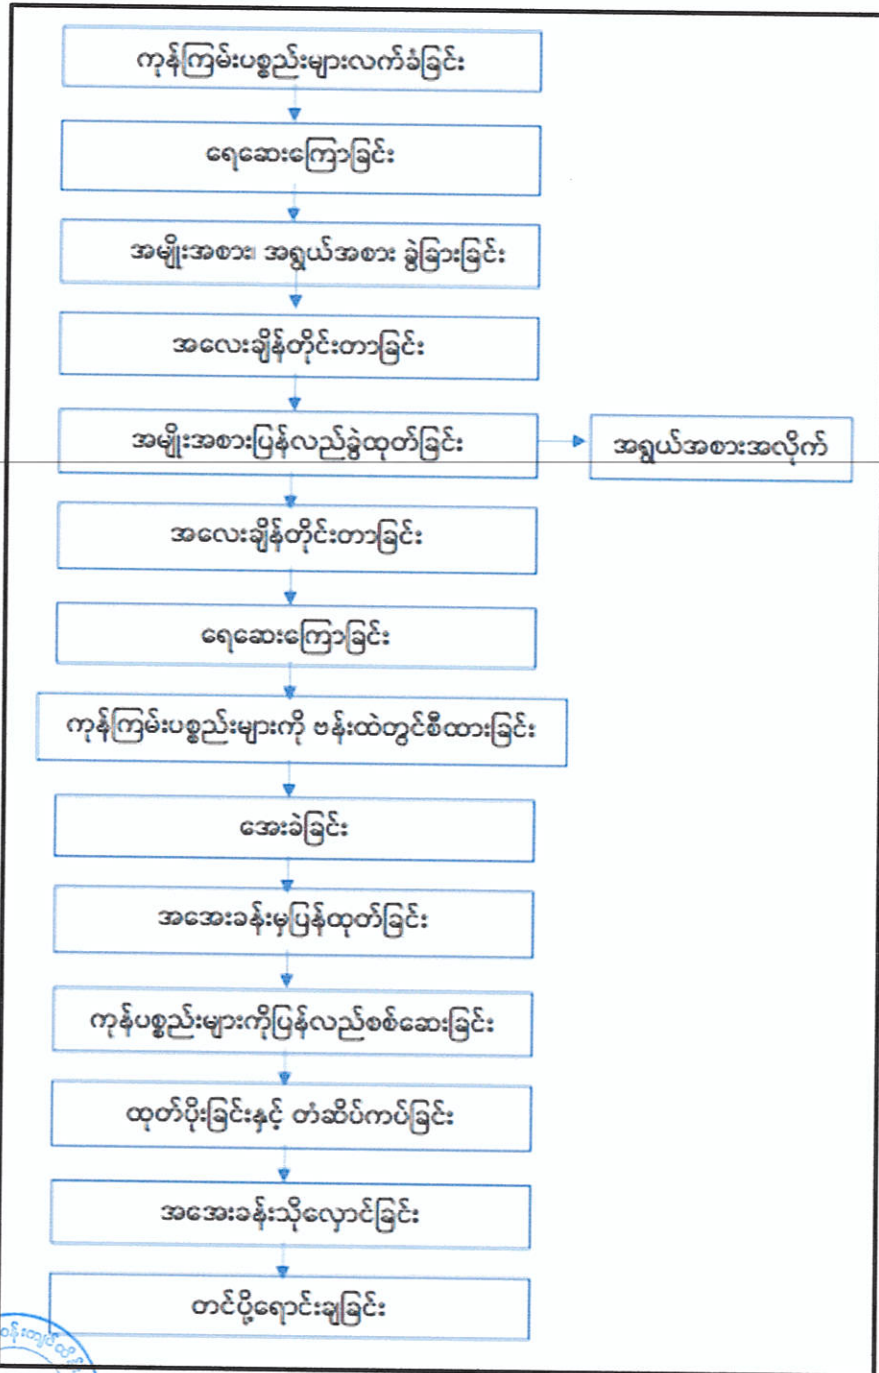 ကုန်ကြမ်းပစ္စည်းများလက်ခံခြင်း
ရေဆေးကြောခြင်း
အမျိုးအစား၊ အရွယ်အစား ခွဲခြားခြင်း
အလေးချိန်တိုင်းတာခြင်း
အမျိုးအစားပြန်လည်ခွဲထုတ်ခြင်း
အရွယ်အစားအလိုက်
အလေးချိန်တိုင်းတာခြင်း
ရေဆေးကြောခြင်း
ကုန်ကြမ်းပစ္စည်းများကို ဗန်းထဲတွင်စီထားခြင်း
အေးခဲခြင်း
အအေးခန်းမှပြန်ထုတ်ခြင်း
ကုန်ပစ္စည်းများကိုပြန်လည်စစ်ဆေးခြင်း
ထုတ်ပိုးခြင်းနှင့် တံဆိပ်ကပ်ခြင်း
အအေးခန်းသိုလှောင်ခြင်း
တင်ပို့ရောင်းချခြင်း